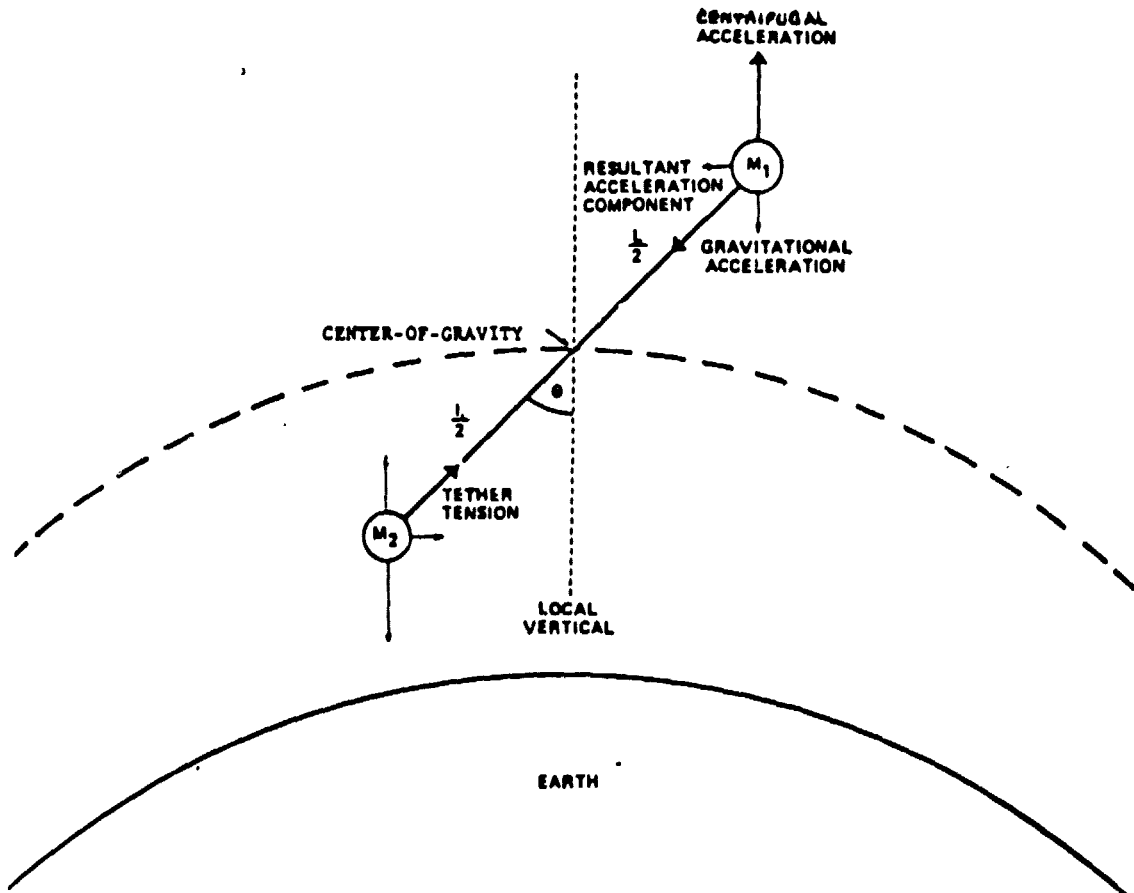 CENTRIFUGAL
ACCELERATION
M1
RESULTANT
ACCELERATION
COMPONENT
L
2
GRAVITATIONAL
ACCELERATION
CENTER-OF-GRAVITY
θ
L
2
TETHER
TENSION
M2
LOCAL
VERTICAL
EARTH